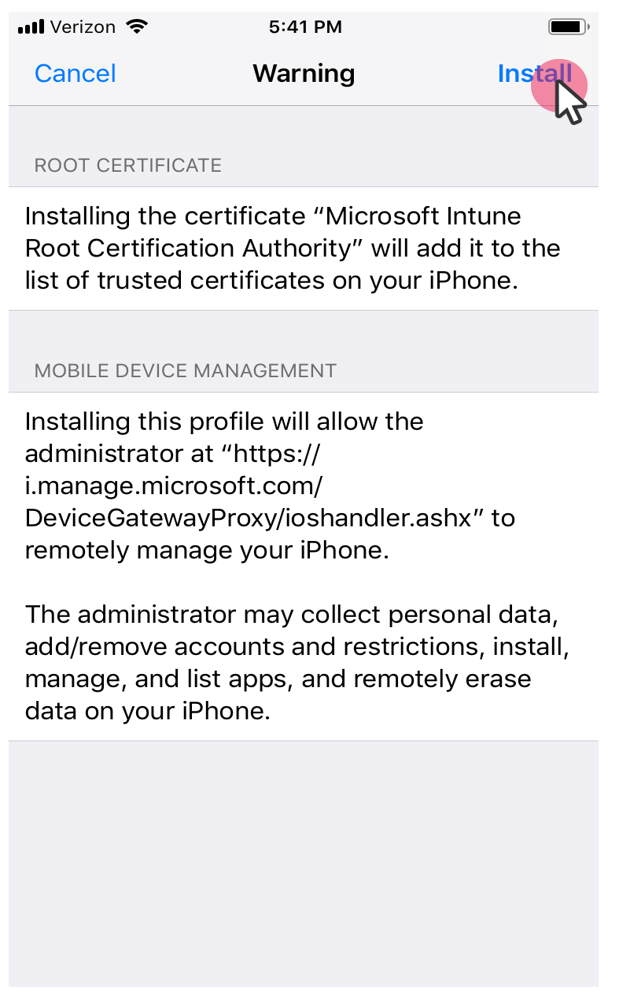 Verizon 5:41 PM
Cancel Warning Install
ROOT CERTIFICATE
Installing the certificate “Microsoft Intune
Root Certification Authority” will add it to the
list of trusted certificates on your iPhone.
MOBILE DEVICE MANAGEMENT
Installing this profile will allow the
administrator at “https://
i.manage.microsoft.com/
DeviceGatewayProxy/ioshandler.ashx” to
remotely manage your iPhone.
The administrator may collect personal data,
add/remove accounts and restrictions, install,
manage, and list apps, and remotely erase
data on your iPhone.